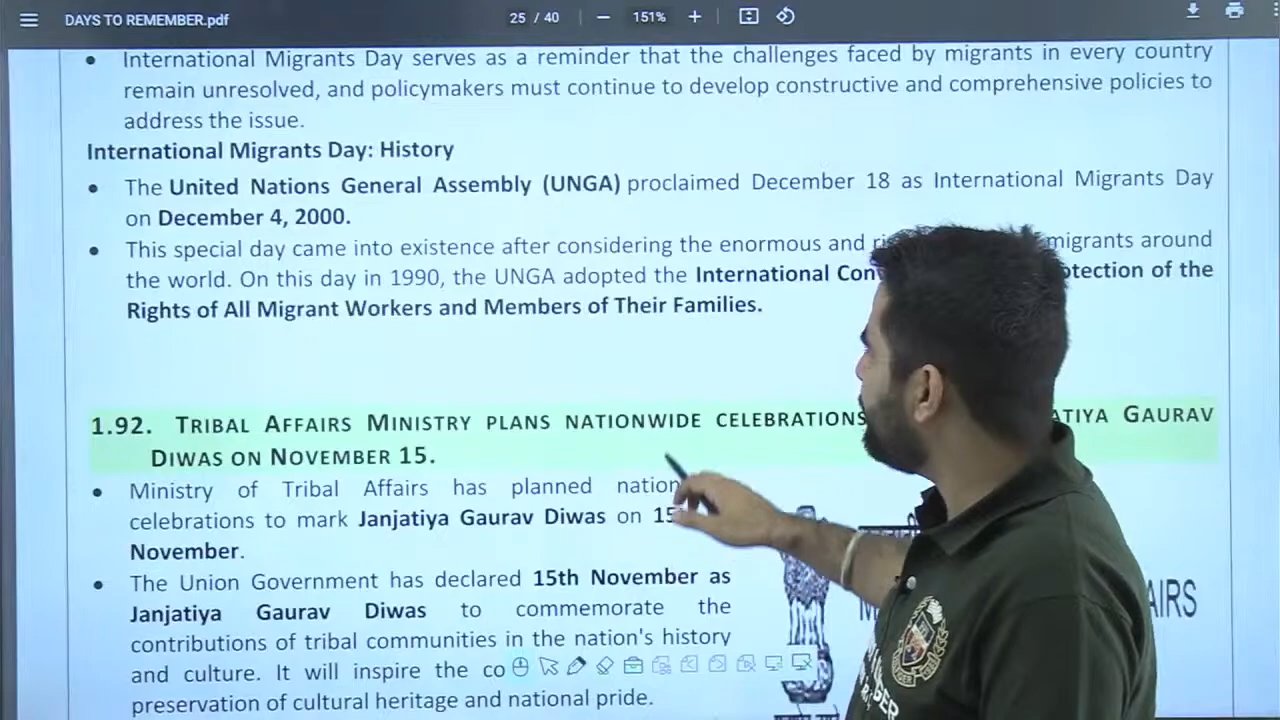 DAYS TO REMEMBER.pdf
25 / 40
151%
• International Migrants Day serves as a reminder that the challenges faced by migrants in every country
remain unresolved, and policymakers must continue to develop constructive and comprehensive policies to
address the issue.
International Migrants Day: History
• The United Nations General Assembly (UNGA) proclaimed December 18 as International Migrants Day
on December 4, 2000.
• This special day came into existence after considering the enormous and migrants around
the world. On this day in 1990, the UNGA adopted the International of the
Rights of All Migrant Workers and Members of Their Families.
1.92. TRIBAL AFFAIRS MINISTRY PLANS NATIONWIDE CELEBRATIONS GAURAV
DIWAS ON NOVEMBER 15.
• Ministry of Tribal Affairs has planned
celebrations to mark Janjatiya Gaurav Diwas on
November.
• The Union Government has declared 15th November as
Janjatiya Gaurav Diwas to commemorate the
contributions of tribal communities in the nation's history
and culture. It will inspire the
preservation of cultural heritage and national pride.